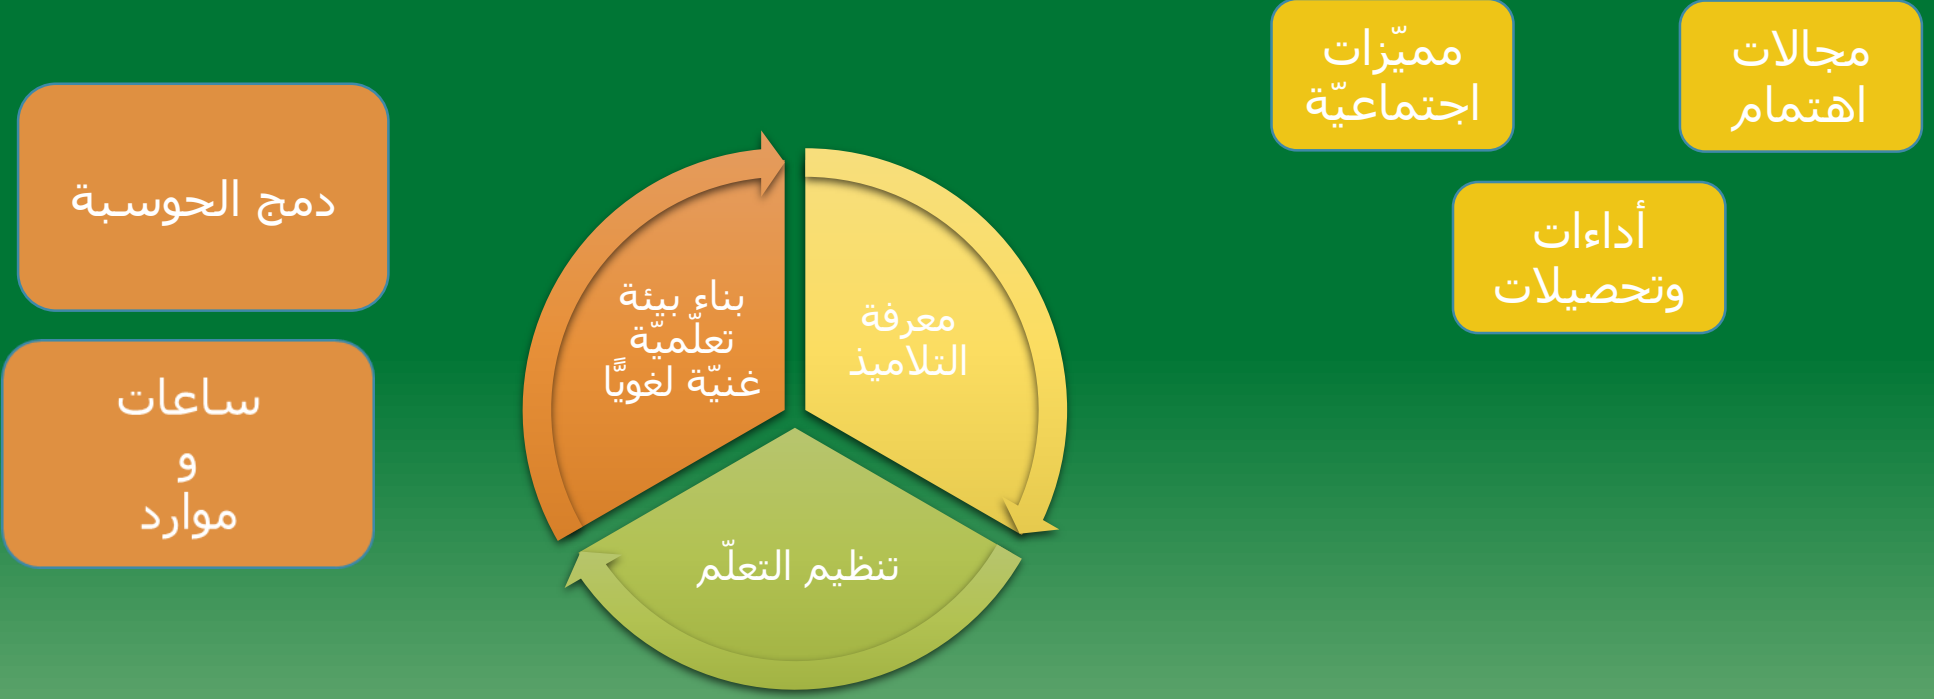 مجالات
اهتمام
مميّزات
اجتماعيّة
أداءات
وتحصيلات
معرفة
التلاميذ
تنظيم التعلّم
بناء بيئة
تعلّميّة
غنيّة لغويًّا
دمج الحوسبة
ساعات
و
موارد